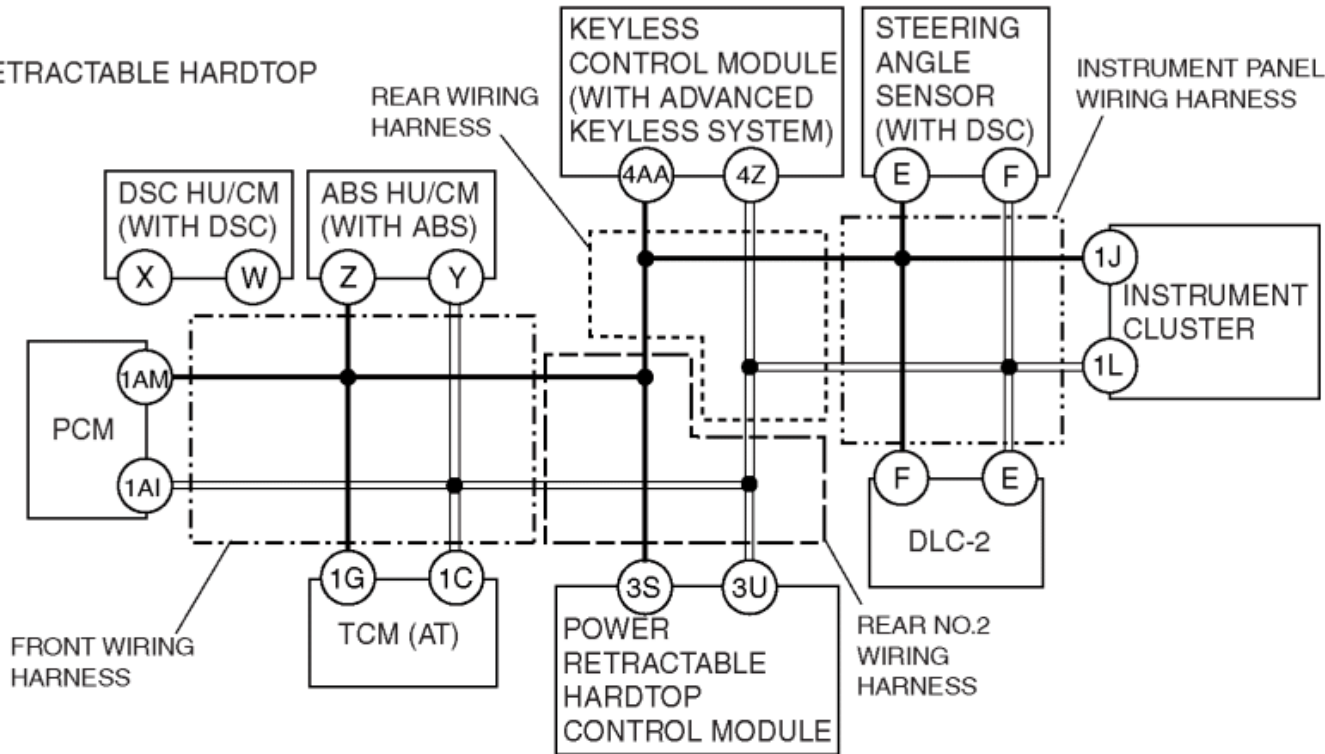 ETRACTABLE HARDTOP
REAR WIRING
HARNESS
KEYLESS
CONTROL MODULE
(WITH ADVANCED
KEYLESS SYSTEM)
4AA
4Z
STEERING
ANGLE
SENSOR
(WITH DSC)
E
F
INSTRUMENT PANEL
WIRING HARNESS
DSC HU/CM
(WITH DSC)
X
W
ABS HU/CM
(WITH ABS)
Z
Y
1J
INSTRUMENT
CLUSTER
1L
1AM
PCM
1AI
F
E
DLC-2
1G
1C
TCM (AT)
3S
3U
POWER
RETRACTABLE
HARDTOP
CONTROL MODULE
FRONT WIRING
HARNESS
REAR NO.2
WIRING
HARNESS